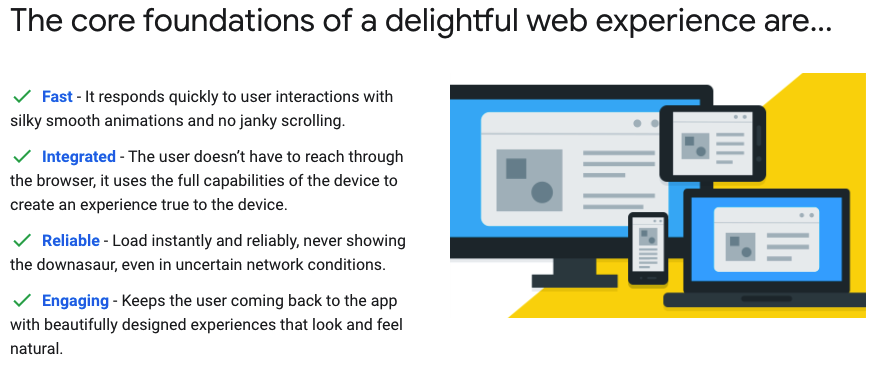 The core foundations of a delightful web experience are...
Fast - It responds quickly to user interactions with
silky smooth animations and no janky scrolling.
Integrated - The user doesn’t have to reach through
the browser, it uses the full capabilities of the device to
create an experience true to the device.
Reliable - Load instantly and reliably, never showing
the downasaur, even in uncertain network conditions.
Engaging - Keeps the user coming back to the app
with beautifully designed experiences that look and feel
natural.